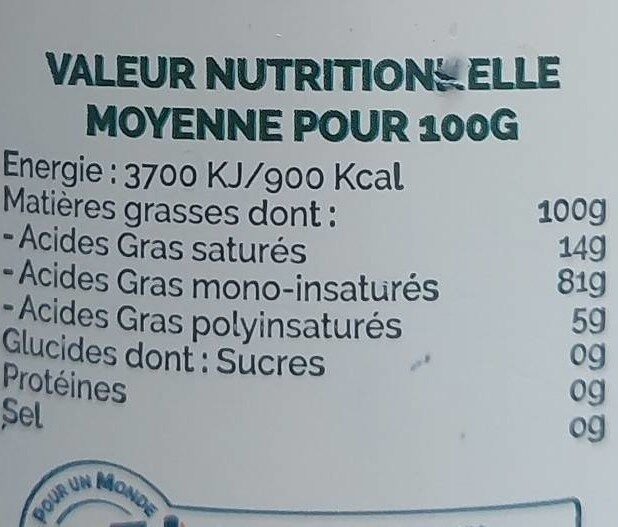 VALEUR NUTRITIONNELLE
MOYENNE POUR 100G
Energie : 3700 KJ/900 Kcal
Matières grasses dont : 100g
- Acides Gras saturés 14g
- Acides Gras mono-insaturés 81g
- Acides Gras polyinsaturés 5g
Glucides dont : Sucres 0g
Protéines 0g
Sel 0g
POUR UN MONDE